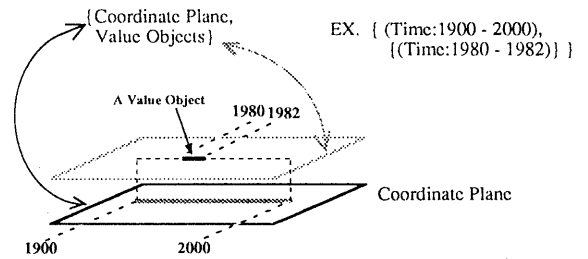 {Coordinate Plane,
Value Objects}
EX. { (Time:1900 - 2000),
{(Time:1980 - 1982)} }
A Value Object
1980 1982
Coordinate Plane
1900
2000